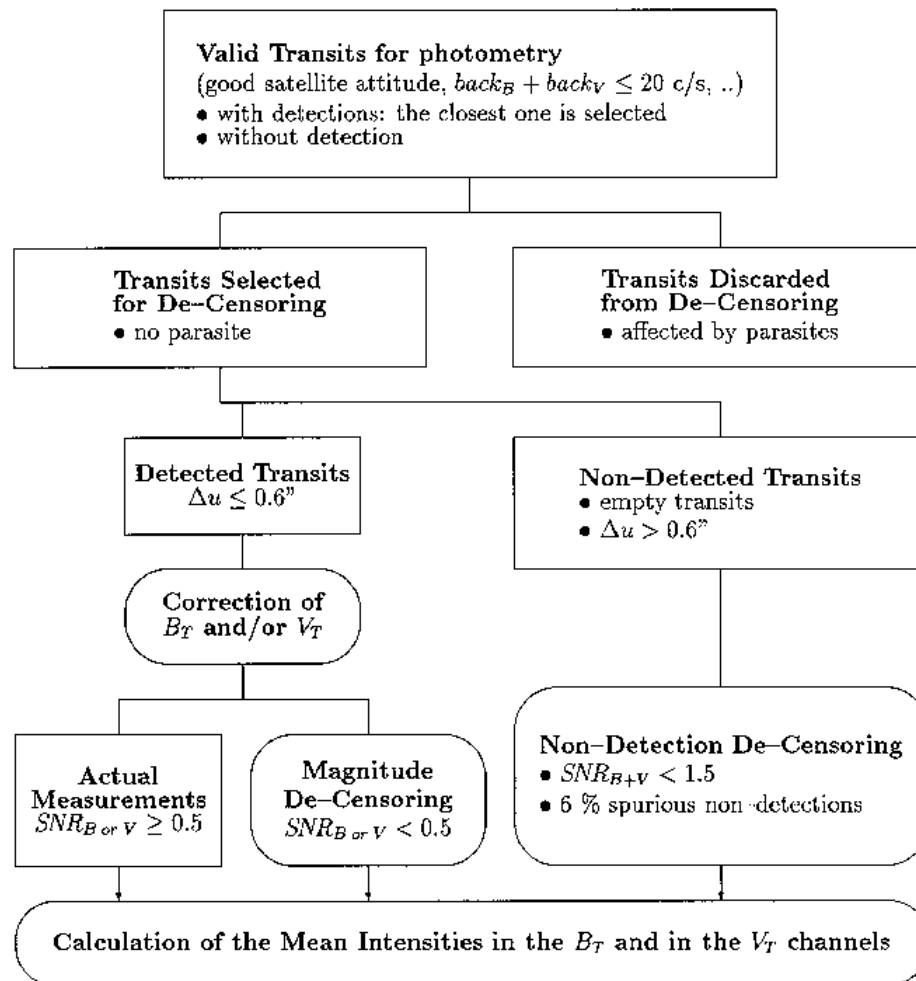 Valid Transits for photometry
(good satellite attitude, back_B + back_V ≤ 20 c/s, ..)
• with detections: the closest one is selected
• without detection
Transits Selected
for De–Censoring
• no parasite
Transits Discarded
from De–Censoring
• affected by parasites
Detected Transits
Δu ≤ 0.6”
Non–Detected Transits
• empty transits
• Δu > 0.6”
Correction of
B_T and/or V_T
Actual
Measurements
SNR_{B or V} ≥ 0.5
Magnitude
De–Censoring
SNR_{B or V} < 0.5
Non–Detection De–Censoring
• SNR_{B+V} < 1.5
• 6 % spurious non-detections
Calculation of the Mean Intensities in the B_T and in the V_T channels